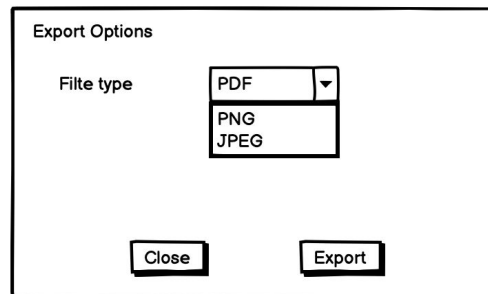 Export Options
Filte type PDF
PNG
JPEG
Close Export